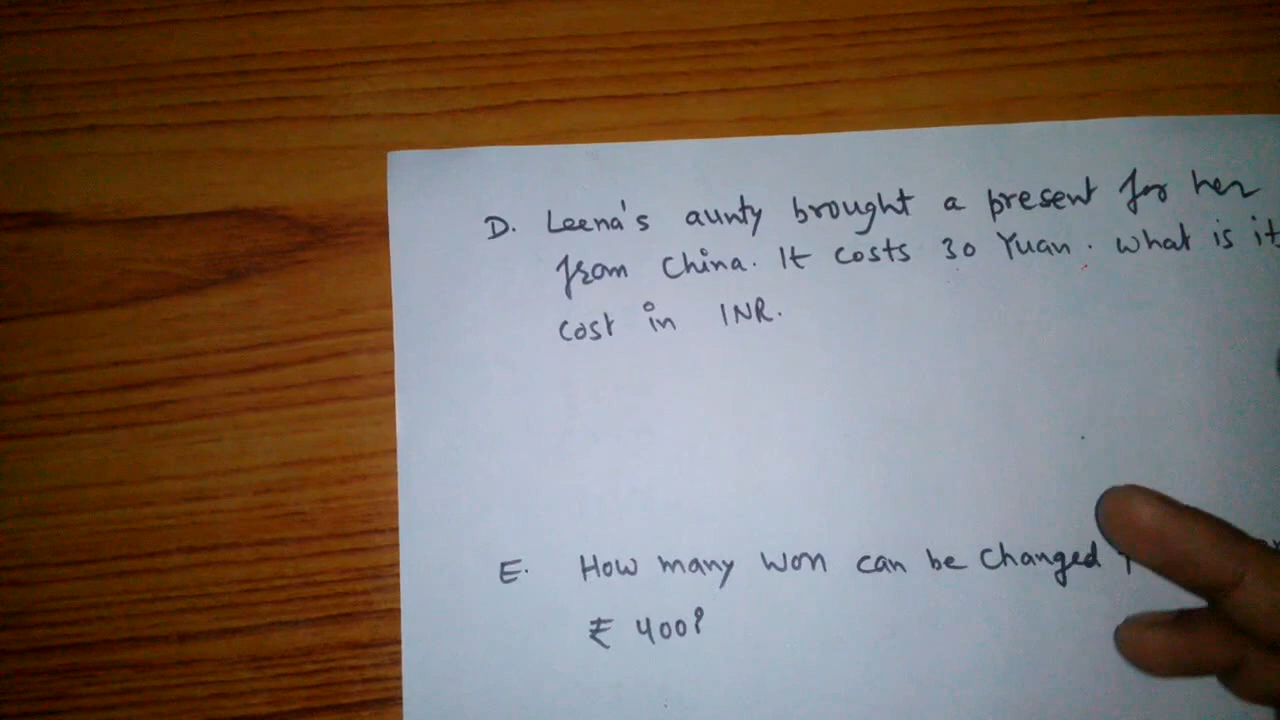 D. Leena's aunty brought a present for her
from China. It costs 30 Yuan. What is it
cost in INR.
E. How many Won can be changed
₹ 400?